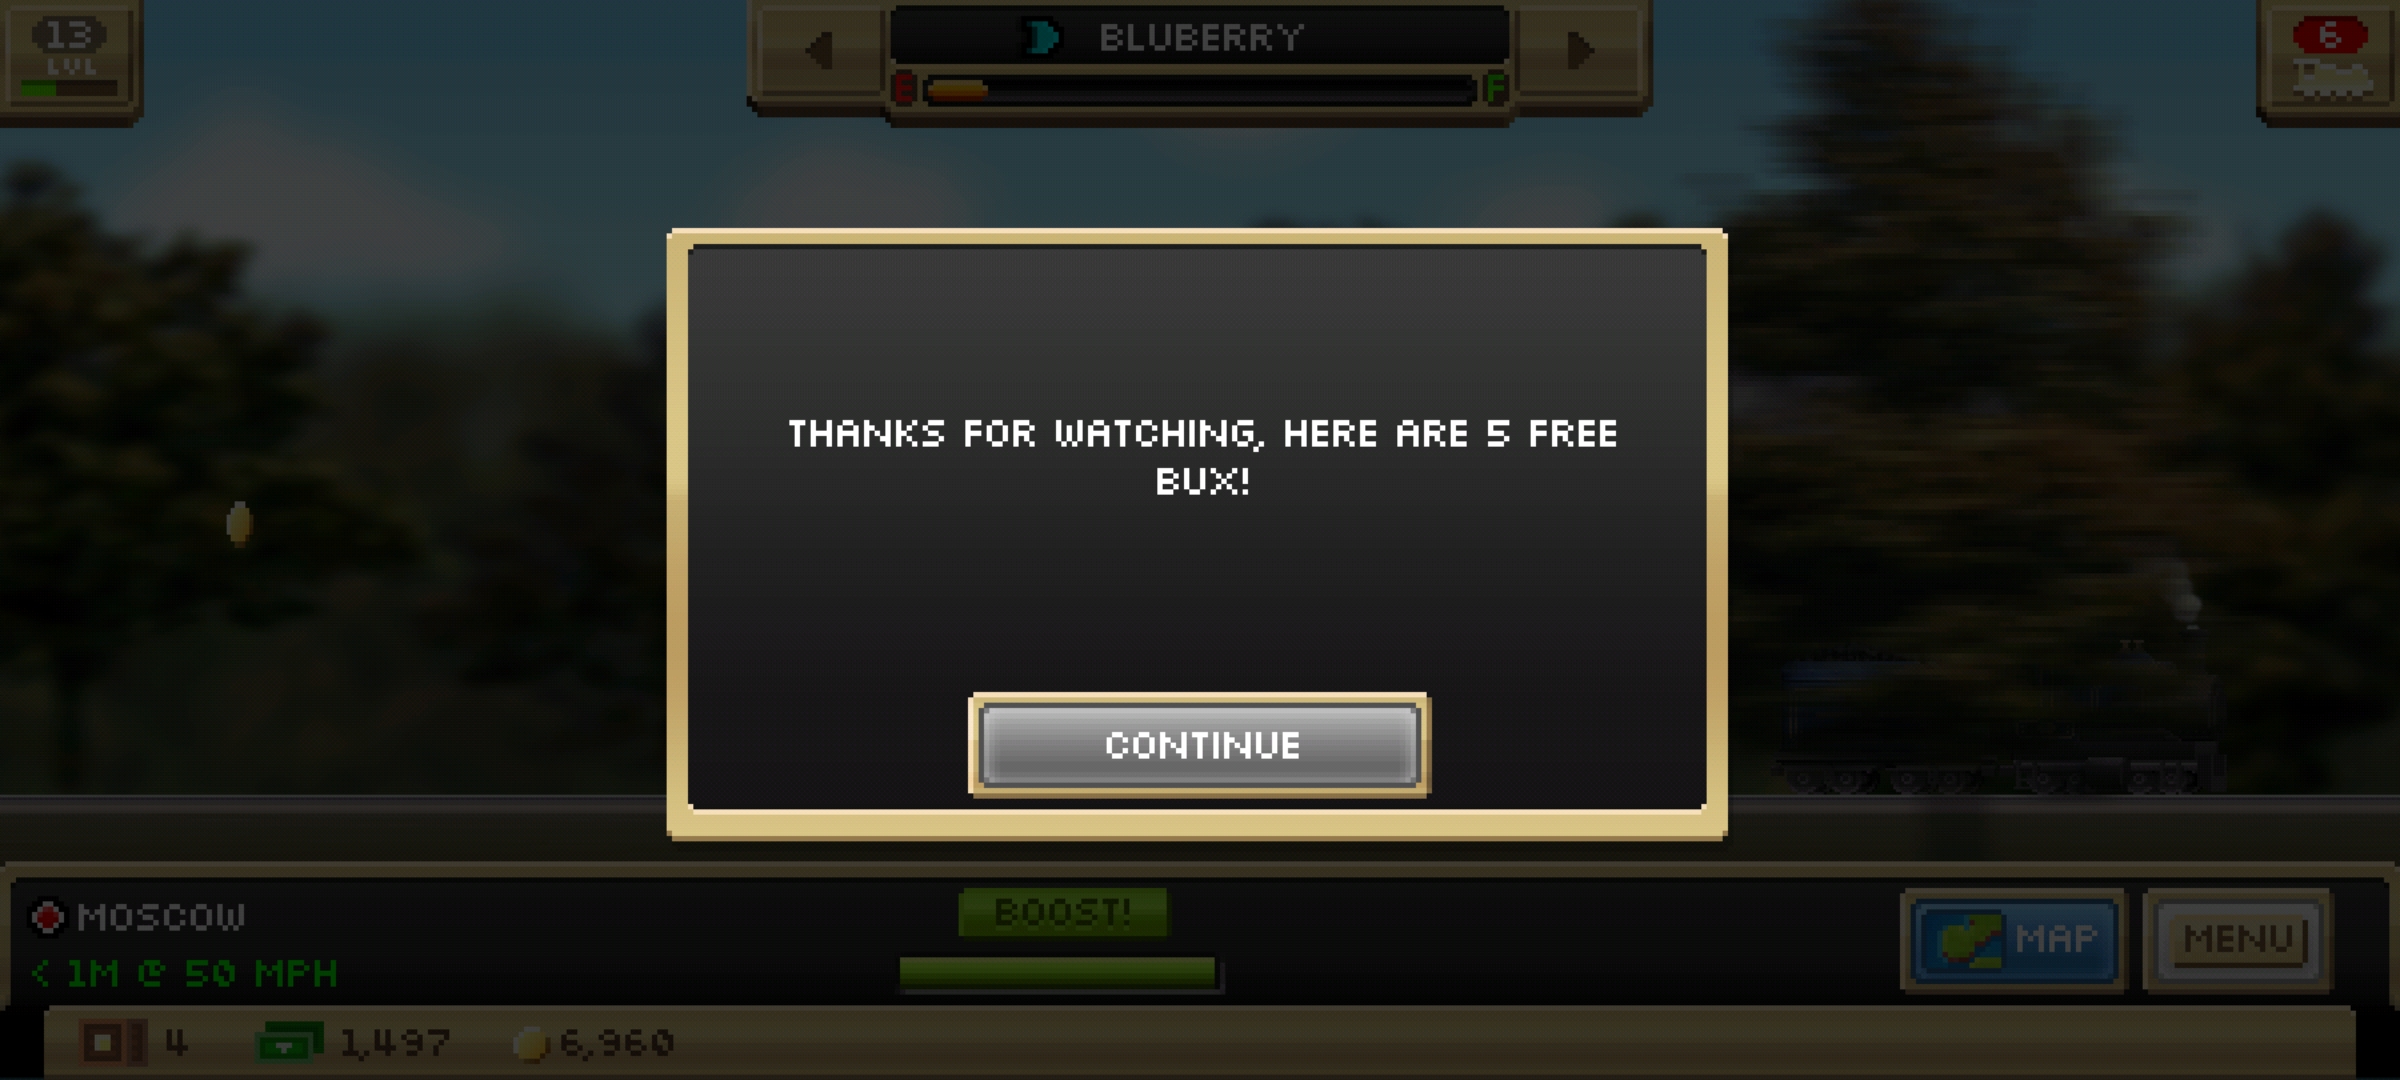 13
LVL
BLUBERRY
E
F
6
THANKS FOR WATCHING, HERE ARE 5 FREE
BUX!
CONTINUE
MOSCOW
< 1M @ 50 MPH
BOOST!
MAP
MENU
4
1,497
6,960